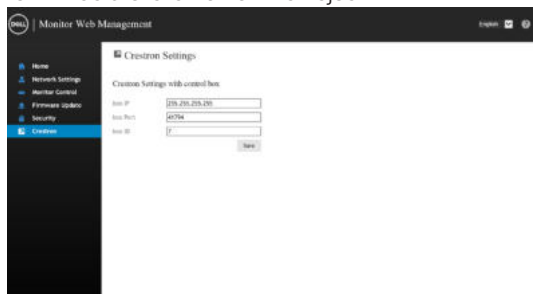 DELL | Monitor Web Management
English
Crestron Settings
Home
Network Settings
Monitor Control
Firmware Update
Security
Crestron
Crestron Settings with control box
Box IP 255.255.255.255
Box Port 41794
Box ID 7
Save